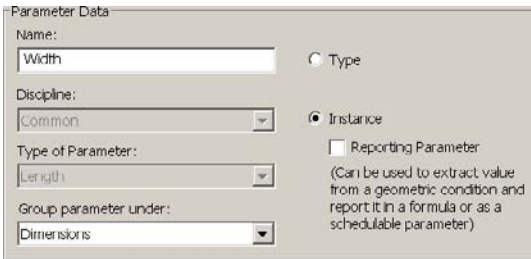 Parameter Data
Name:
Width
Type
Discipline:
Common
Instance
Type of Parameter:
Reporting Parameter
Length
(Can be used to extract value
from a geometric condition and
report it in a formula or as a
schedulable parameter)
Group parameter under:
Dimensions